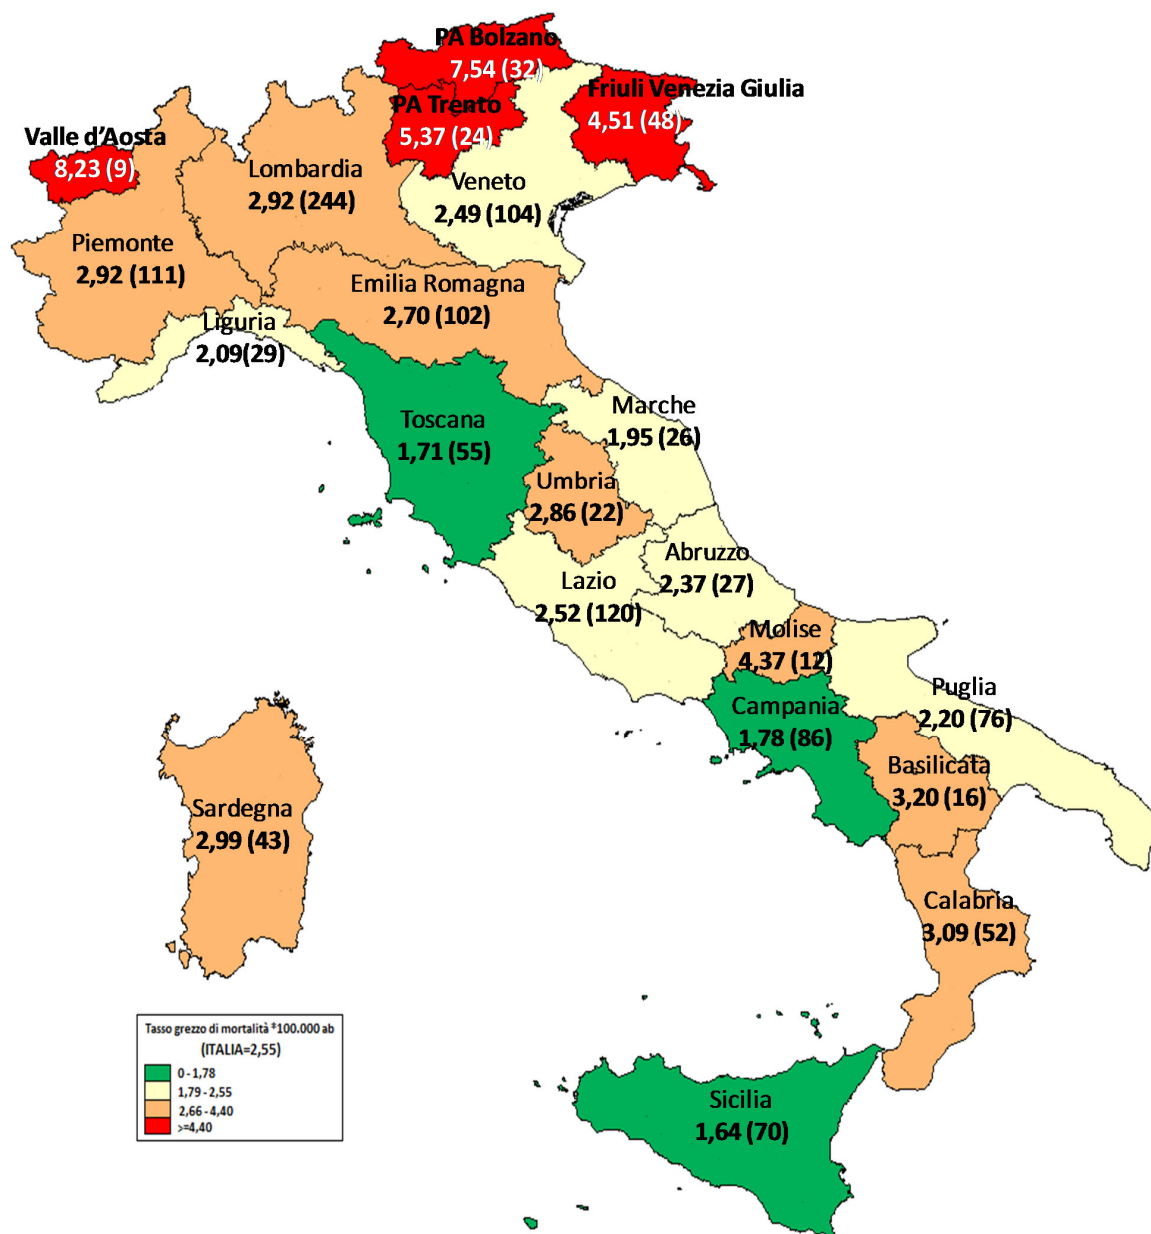 PA Bolzano
7,54 (32)
PA Trento
5,37 (24)
Friuli Venezia Giulia
4,51 (48)
Valle d’Aosta
8,23 (9)
Lombardia
2,92 (244)
Veneto
2,49 (104)
Piemonte
2,92 (111)
Emilia Romagna
2,70 (102)
Liguria
2,09(29)
Toscana
1,71 (55)
Marche
1,95 (26)
Umbria
2,86 (22)
Abruzzo
2,37 (27)
Lazio
2,52 (120)
Molise
4,37 (12)
Campania
1,78 (86)
Puglia
2,20 (76)
Basilicata
3,20 (16)
Sardegna
2,99 (43)
Calabria
3,09 (52)
Sicilia
1,64 (70)
Tasso grezzo di mortalità *100.000 ab
(ITALIA=2,55)
0 - 1,78
1,79 - 2,55
2,66 - 4,40
>=4,40